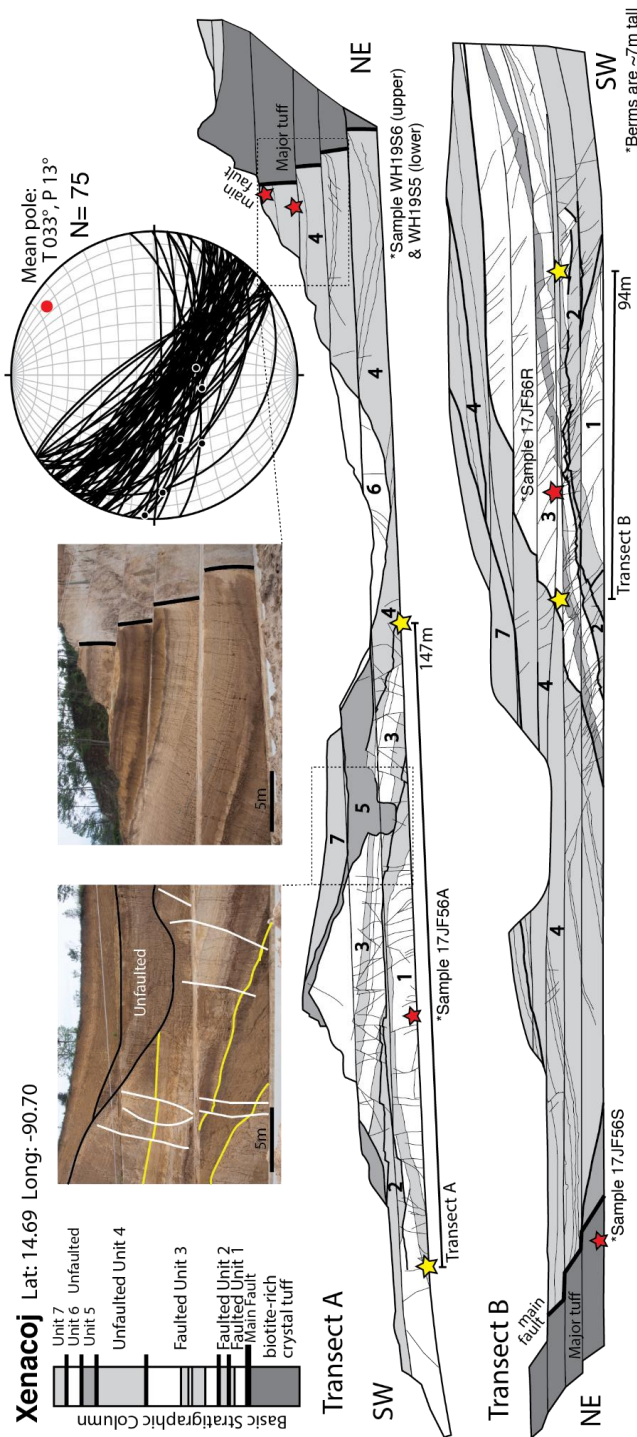 Xenacoj Lat: 14.69 Long: -90.70
Unit 7
Unit 6 Unfaulted
Unit 5
Unfaulted Unit 4
Faulted Unit 3
Faulted Unit 2
Faulted Unit 1
Main Fault
biotite-rich
crystal tuff
Basic Stratigraphic Column
Unfaulted
5m
5m
Mean pole:
T 033°, P 13°
N= 75
Transect A
SW
2
3
1
7
5
3
4
6
4
4
main
fault
Major tuff
NE
*Sample 17JF56A
Transect A
147m
*Sample WH19S6 (upper)
& WH19S5 (lower)
Transect B
NE
main
fault
Major tuff
*Sample 17JF56S
4
7
4
4
3
*Sample 17JF56R
2
1
2
Transect B
94m
SW
*Berms are ~7m tall